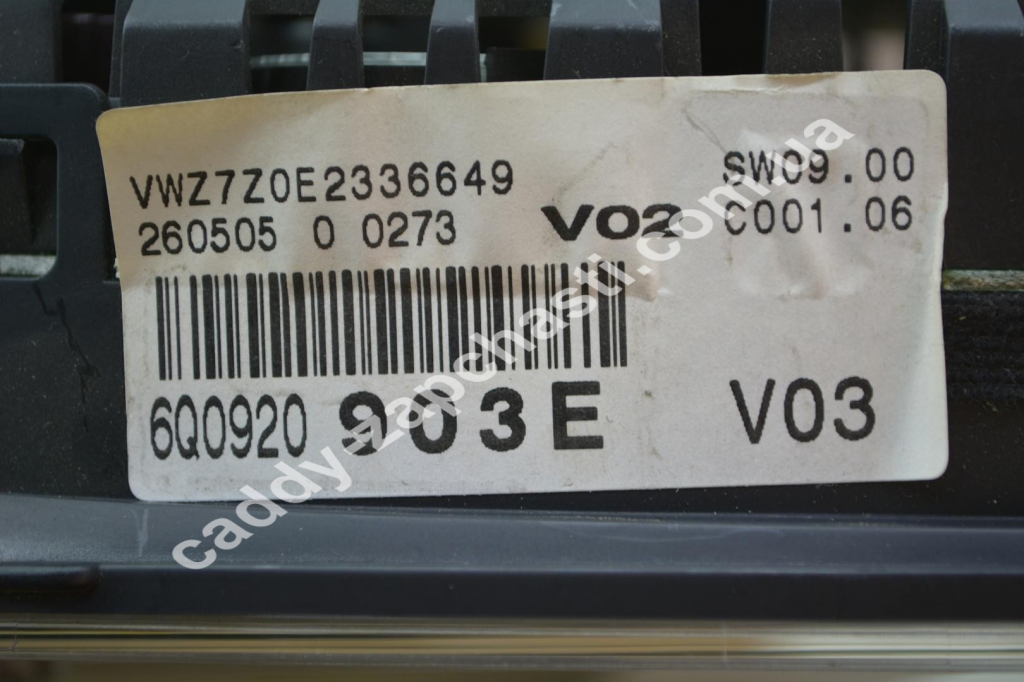 VWZ7Z0E2336649
SW09.00
260505 0 0273
V02
C001.06
6Q0920 903E
V03
caddy-zapchasti.com.ua